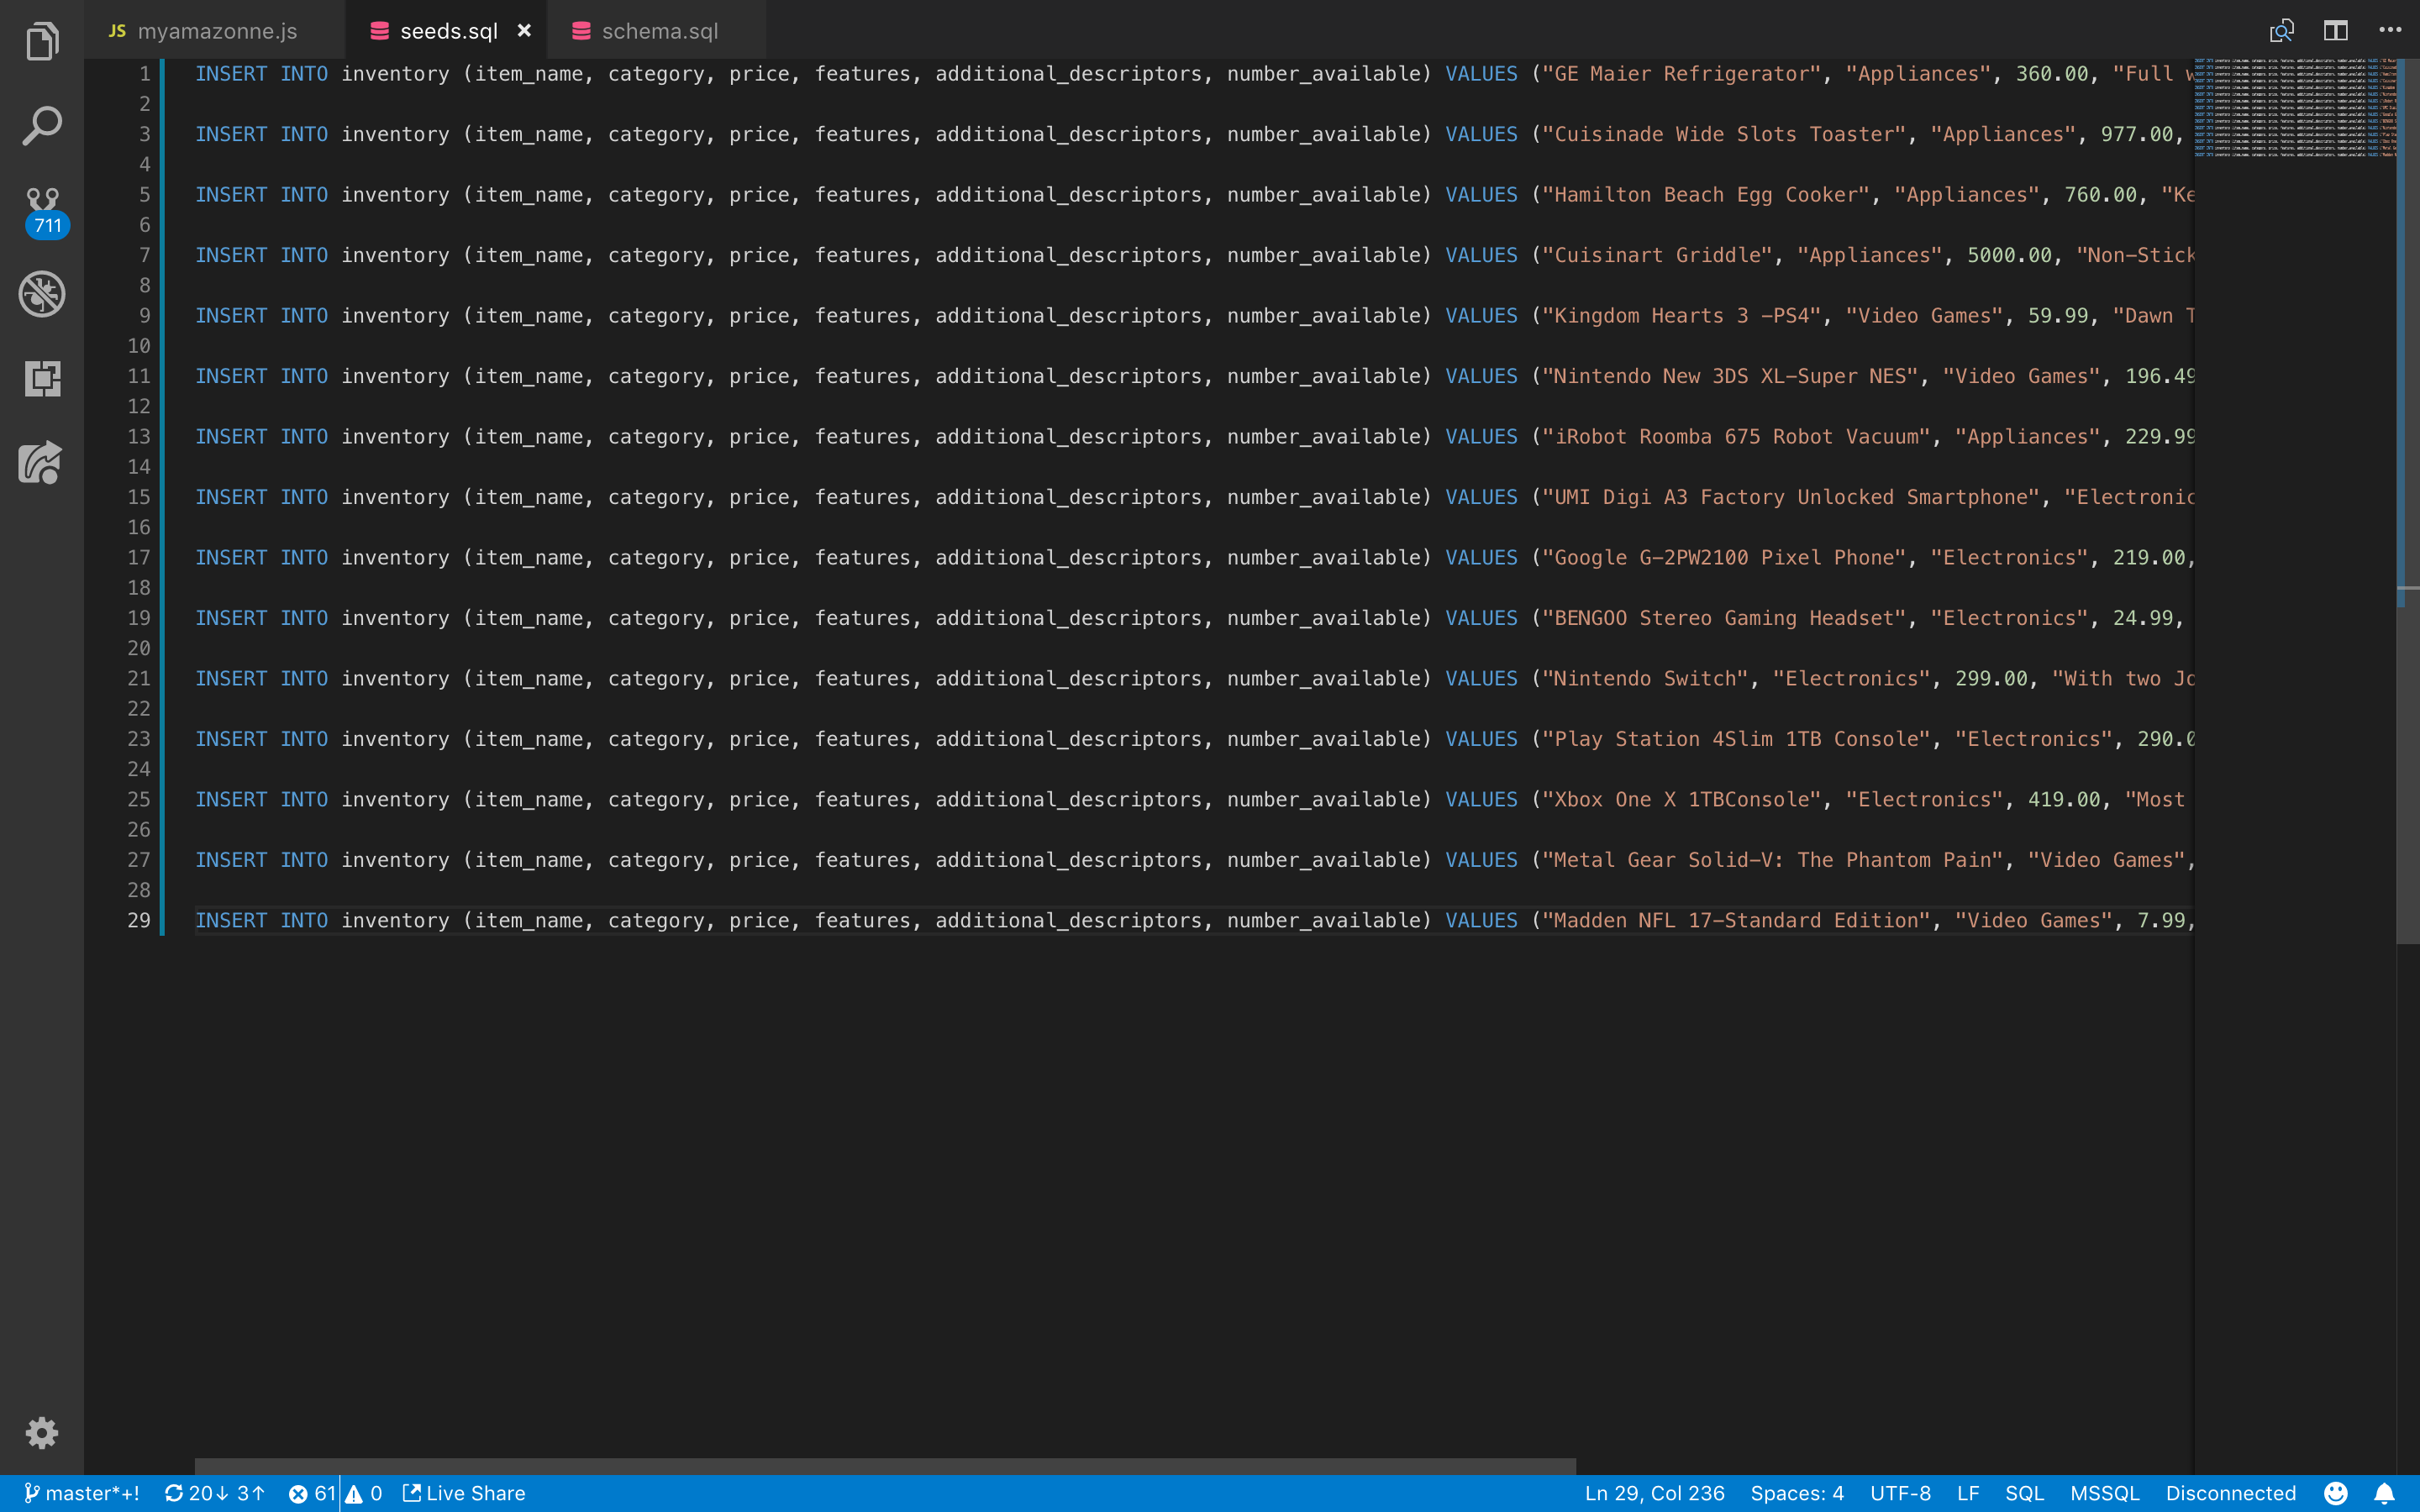 JS myamazonne.js seeds.sql × schema.sql
1 INSERT INTO inventory (item_name, category, price, features, additional_descriptors, number_available) VALUES ("GE Maier Refrigerator", "Appliances", 360.00, "Full w
2
3 INSERT INTO inventory (item_name, category, price, features, additional_descriptors, number_available) VALUES ("Cuisinade Wide Slots Toaster", "Appliances", 977.00,
4
5 INSERT INTO inventory (item_name, category, price, features, additional_descriptors, number_available) VALUES ("Hamilton Beach Egg Cooker", "Appliances", 760.00, "Ke
6
7 INSERT INTO inventory (item_name, category, price, features, additional_descriptors, number_available) VALUES ("Cuisinart Griddle", "Appliances", 5000.00, "Non-Stick
8
9 INSERT INTO inventory (item_name, category, price, features, additional_descriptors, number_available) VALUES ("Kingdom Hearts 3 -PS4", "Video Games", 59.99, "Dawn T
10
11 INSERT INTO inventory (item_name, category, price, features, additional_descriptors, number_available) VALUES ("Nintendo New 3DS XL-Super NES", "Video Games", 196.49
12
13 INSERT INTO inventory (item_name, category, price, features, additional_descriptors, number_available) VALUES ("iRobot Roomba 675 Robot Vacuum", "Appliances", 229.99
14
15 INSERT INTO inventory (item_name, category, price, features, additional_descriptors, number_available) VALUES ("UMI Digi A3 Factory Unlocked Smartphone", "Electronic
16
17 INSERT INTO inventory (item_name, category, price, features, additional_descriptors, number_available) VALUES ("Google G-2PW2100 Pixel Phone", "Electronics", 219.00,
18
19 INSERT INTO inventory (item_name, category, price, features, additional_descriptors, number_available) VALUES ("BENGOO Stereo Gaming Headset", "Electronics", 24.99,
20
21 INSERT INTO inventory (item_name, category, price, features, additional_descriptors, number_available) VALUES ("Nintendo Switch", "Electronics", 299.00, "With two Jo
22
23 INSERT INTO inventory (item_name, category, price, features, additional_descriptors, number_available) VALUES ("Play Station 4Slim 1TB Console", "Electronics", 290.0
24
25 INSERT INTO inventory (item_name, category, price, features, additional_descriptors, number_available) VALUES ("Xbox One X 1TBConsole", "Electronics", 419.00, "Most
26
27 INSERT INTO inventory (item_name, category, price, features, additional_descriptors, number_available) VALUES ("Metal Gear Solid-V: The Phantom Pain", "Video Games",
28
29 INSERT INTO inventory (item_name, category, price, features, additional_descriptors, number_available) VALUES ("Madden NFL 17-Standard Edition", "Video Games", 7.99,
711
master*+! 20↓ 3↑ 61 0 Live Share Ln 29, Col 236 Spaces: 4 UTF-8 LF SQL MSSQL Disconnected